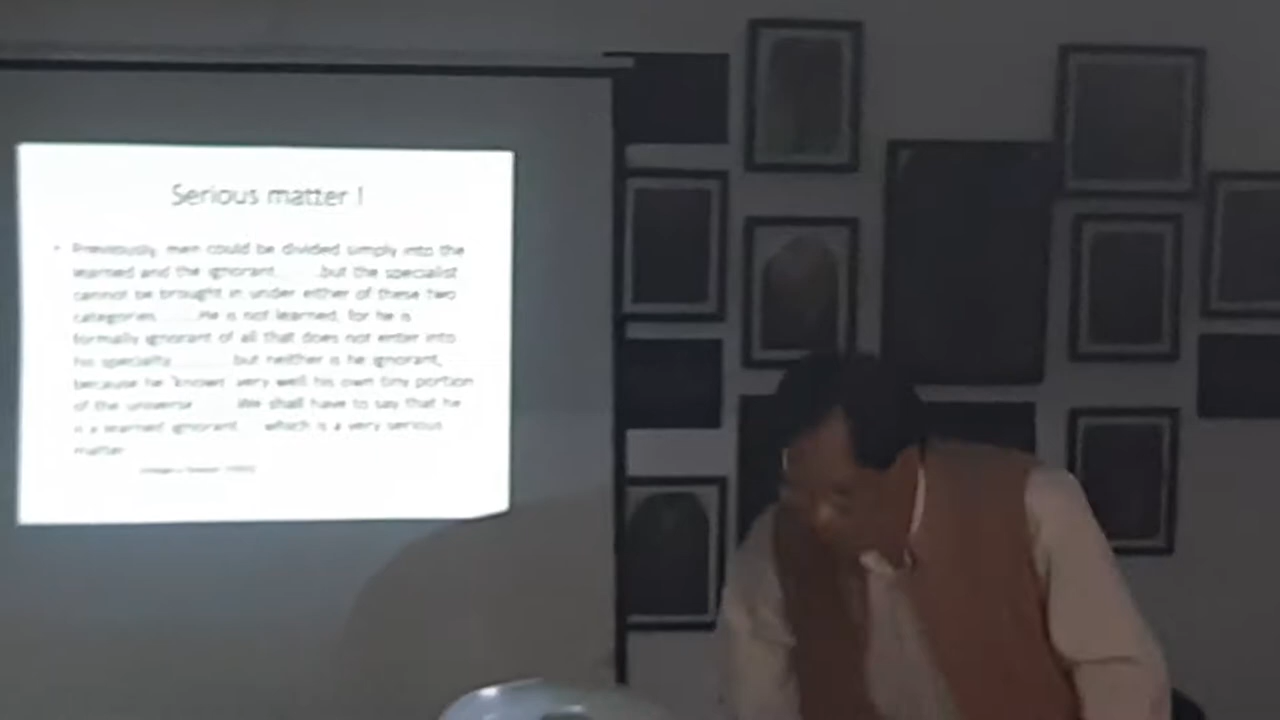 Serious matter !
• Previously, men could be divided simply into the
learned and the ignorant.......but the specialist
cannot be brought in under either of these two
categories.......He is not learned, for he is
formally ignorant of all that does not enter into
his specialty.......but neither is he ignorant,
because he 'knows' very well his own tiny portion
of the universe.......We shall have to say that he
is a learned ignorant....which is a very serious
matter.